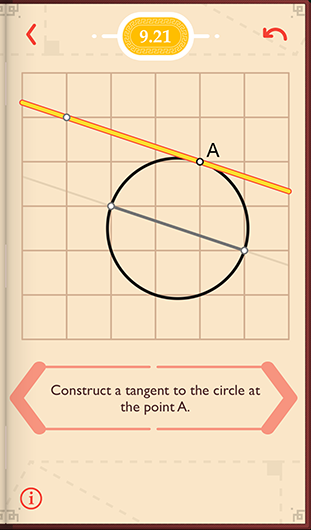 9.21
A
Construct a tangent to the circle at
the point A.
i